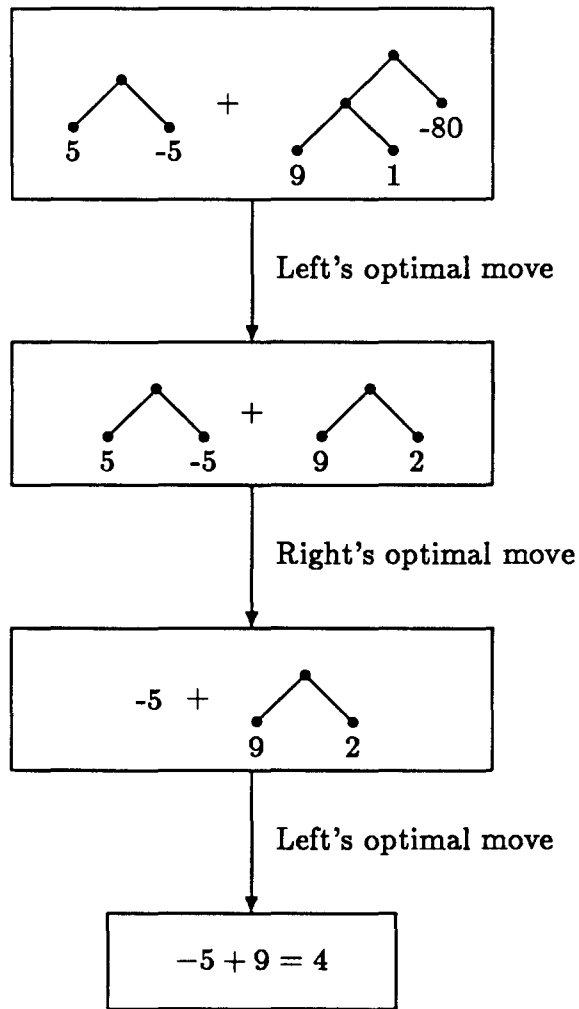 +
-80
5 -5
9 1
Left's optimal move
+
5 -5 9 2
Right's optimal move
-5 +
9 2
Left's optimal move
−5 + 9 = 4